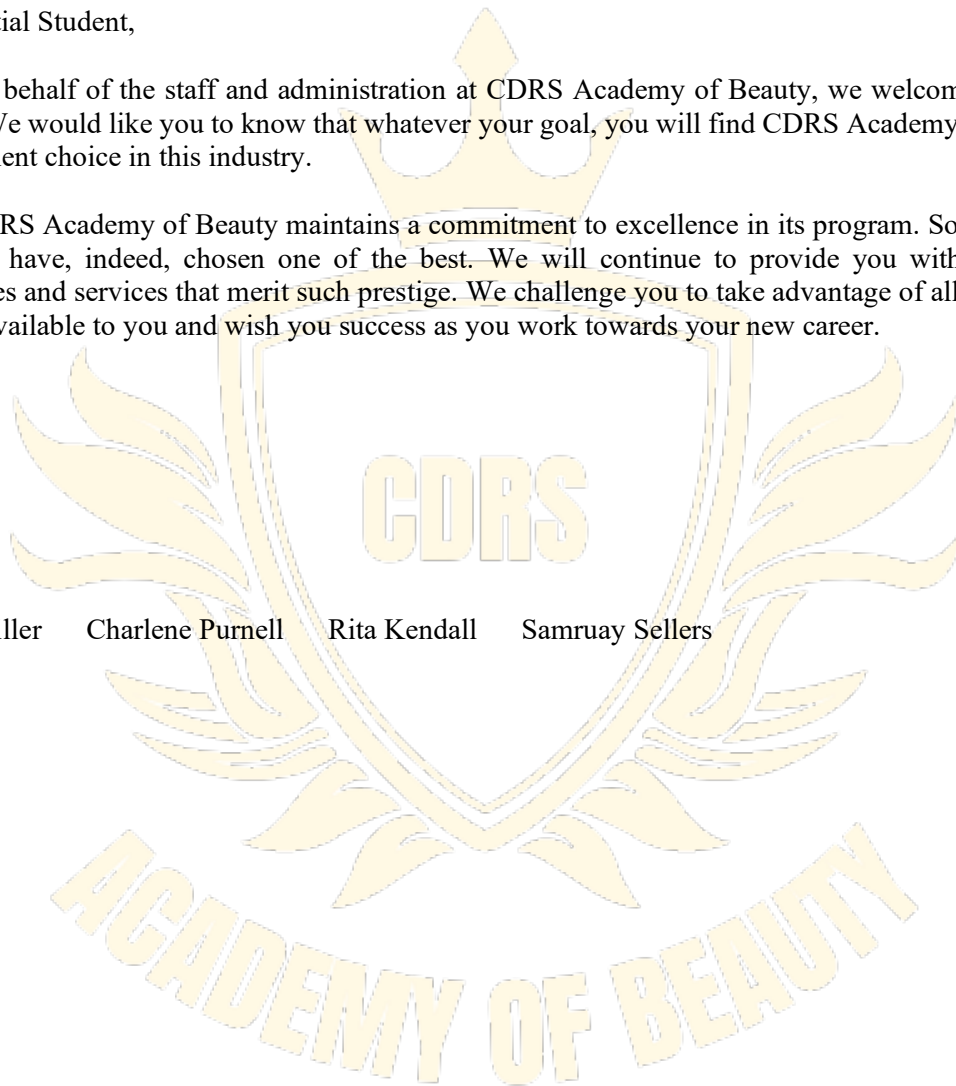 tial Student,
behalf of the staff and administration at CDRS Academy of Beauty, we welcom
We would like you to know that whatever your goal, you will find CDRS Academy
ent choice in this industry.
RS Academy of Beauty maintains a commitment to excellence in its program. So
have, indeed, chosen one of the best. We will continue to provide you with
es and services that merit such prestige. We challenge you to take advantage of all
vailable to you and wish you success as you work towards your new career.
CDRS
ller Charlene Purnell Rita Kendall Samruay Sellers
ACADEMY OF BEAUTY